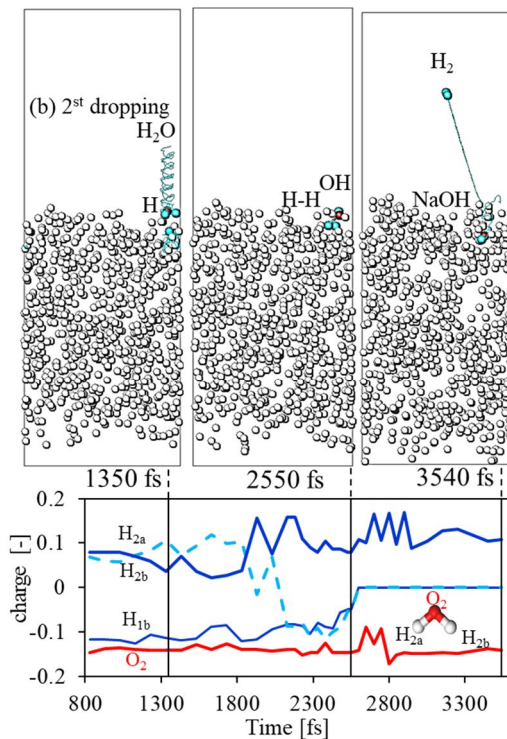 H₂
(b) 2ˢᵗ dropping
H₂O
H
OH
H-H
NaOH
1350 fs
2550 fs
3540 fs
charge [-]
0.2
0.1
0
-0.1
-0.2
H₂ₐ
H₂b
H₁b
O₂
O₂
H₂ₐ
H₂b
800
1300
1800
2300
2800
3300
Time [fs]